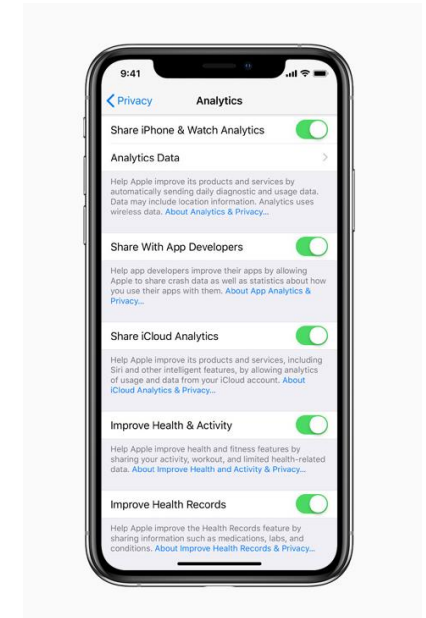 9:41
Privacy
Analytics
Share iPhone & Watch Analytics
Analytics Data
Help Apple improve its products and services by
automatically sending daily diagnostic and usage data.
Data may include location information. Analytics uses
wireless data. About Analytics & Privacy...
Share With App Developers
Help app developers improve their apps by allowing
Apple to share crash data as well as statistics about how
you use their apps with them. About App Analytics &
Privacy...
Share iCloud Analytics
Help Apple improve its products and services, including
Siri and other intelligent features, by allowing analytics
of usage and data from your iCloud account. About
iCloud Analytics & Privacy...
Improve Health & Activity
Help Apple improve health and fitness features by
sharing your activity, workout, and limited health-related
data. About Improve Health and Activity & Privacy...
Improve Health Records
Help Apple improve the Health Records feature by
sharing information such as medications, labs, and
conditions. About Improve Health Records & Privacy...